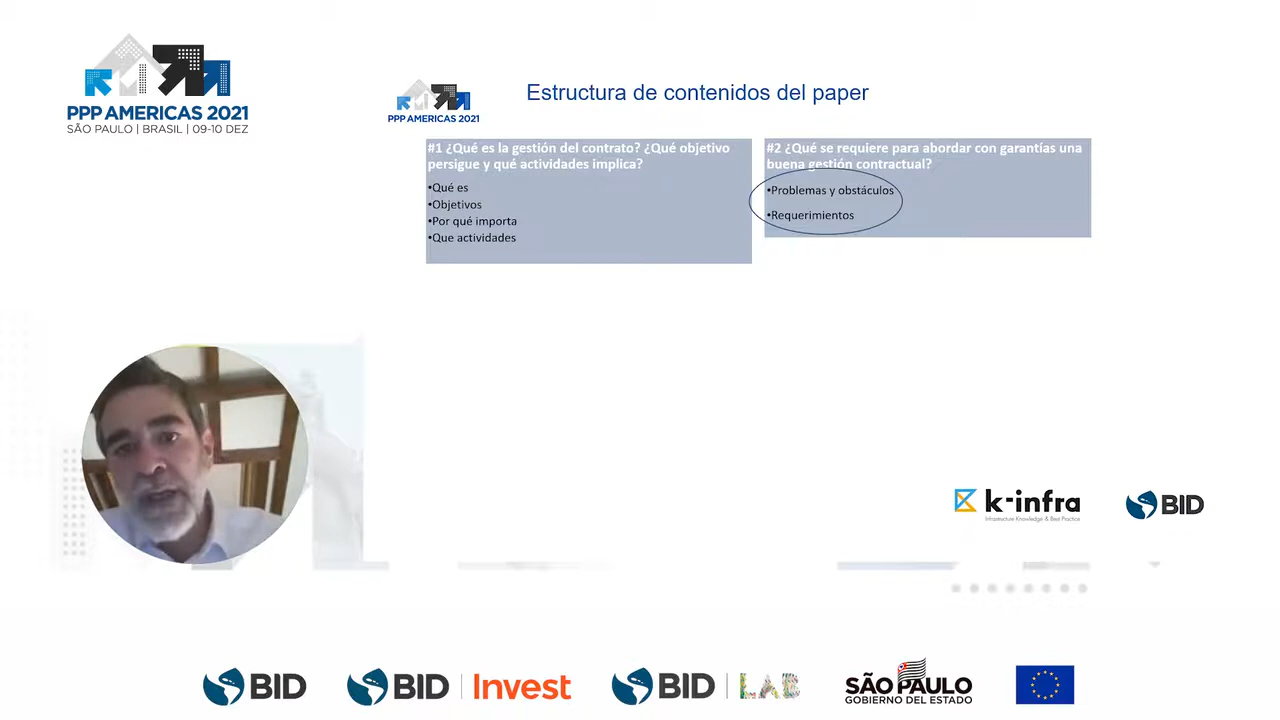 PPP AMERICAS 2021
SÃO PAULO | BRASIL | 09-10 DEZ
PPP AMERICAS 2021
Estructura de contenidos del paper
#1 ¿Qué es la gestión del contrato? ¿Qué objetivo
persigue y qué actividades implica?
•Qué es
•Objetivos
•Por qué importa
•Que actividades
#2 ¿Qué se requiere para abordar con garantías una
buena gestión contractual?
•Problemas y obstáculos
•Requerimientos
k-infra
Infrastructure Knowledge & Best Practice
BID
BID
BID | Invest
BID | LAB
SÃO PAULO
GOBIERNO DEL ESTADO